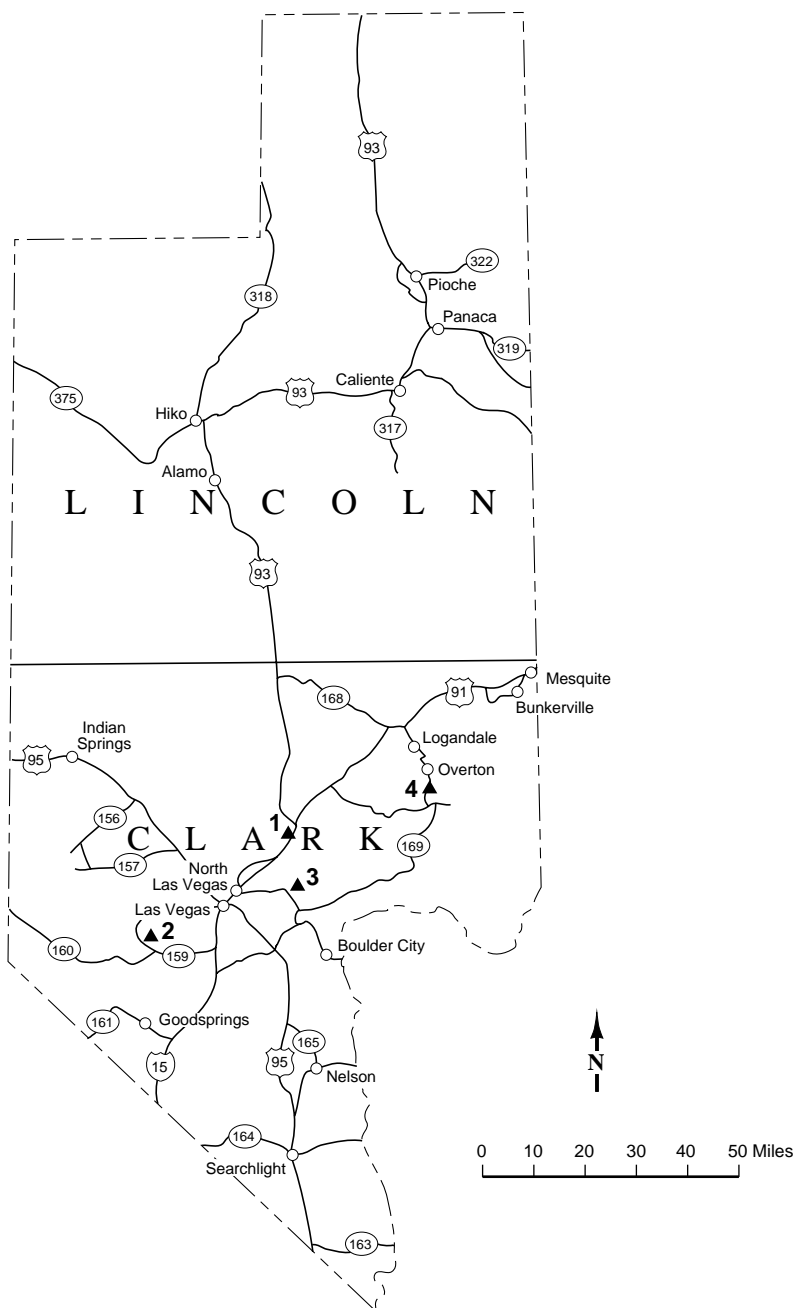 93
322
Pioche
318
Panaca
319
Caliente
93
375
Hiko
317
Alamo
L I N C O L N
93
Mesquite
168
91
Bunkerville
Indian
Springs
Logandale
95
Overton
4
156
1
C L A R K
169
157
North
Las Vegas
3
Las Vegas
2
160
159
Boulder City
161
Goodsprings
165
15
95
Nelson
N
164
Searchlight
0 10 20 30 40 50 Miles
163